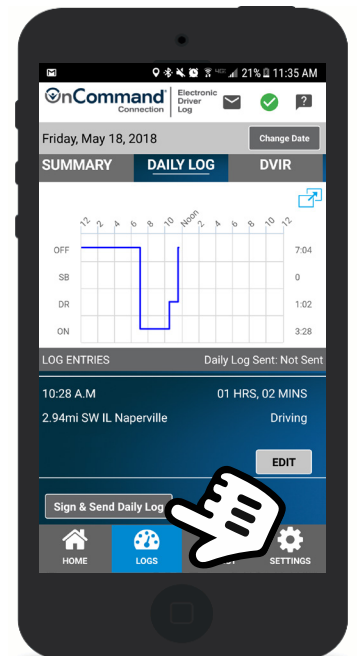 21% 11:35 AM
OnCommand® Connection Electronic Driver Log
Friday, May 18, 2018 Change Date
SUMMARY DAILY LOG DVIR
12 2 4 6 8 10 Noon 2 4 6 8 10 12
OFF 7:04
SB 0
DR 1:02
ON 3:28
LOG ENTRIES Daily Log Sent: Not Sent
10:28 A.M 01 HRS, 02 MINS
2.94mi SW IL Naperville Driving
EDIT
Sign & Send Daily Log
HOME LOGS SETTINGS